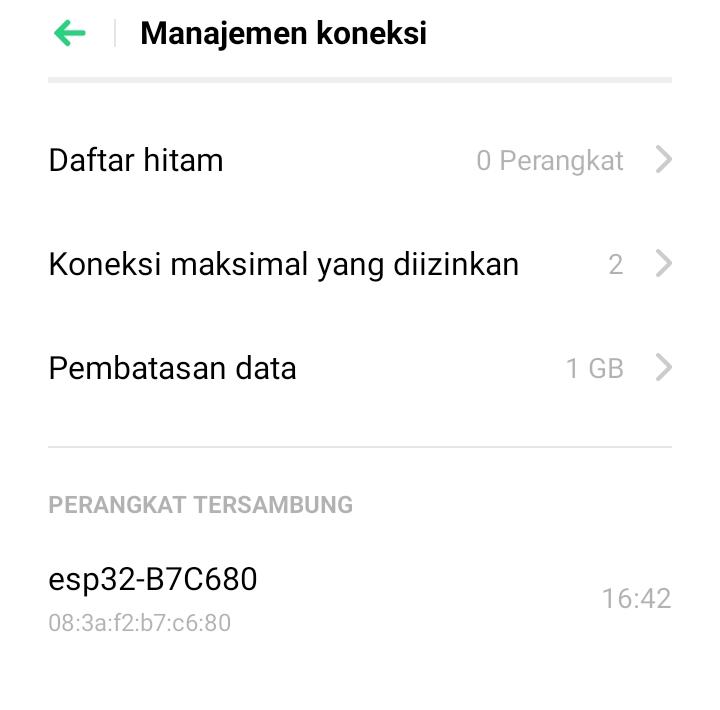 Manajemen koneksi
Daftar hitam 0 Perangkat
Koneksi maksimal yang diizinkan 2
Pembatasan data 1 GB
PERANGKAT TERSAMBUNG
esp32-B7C680
16:42
08:3a:f2:b7:c6:80